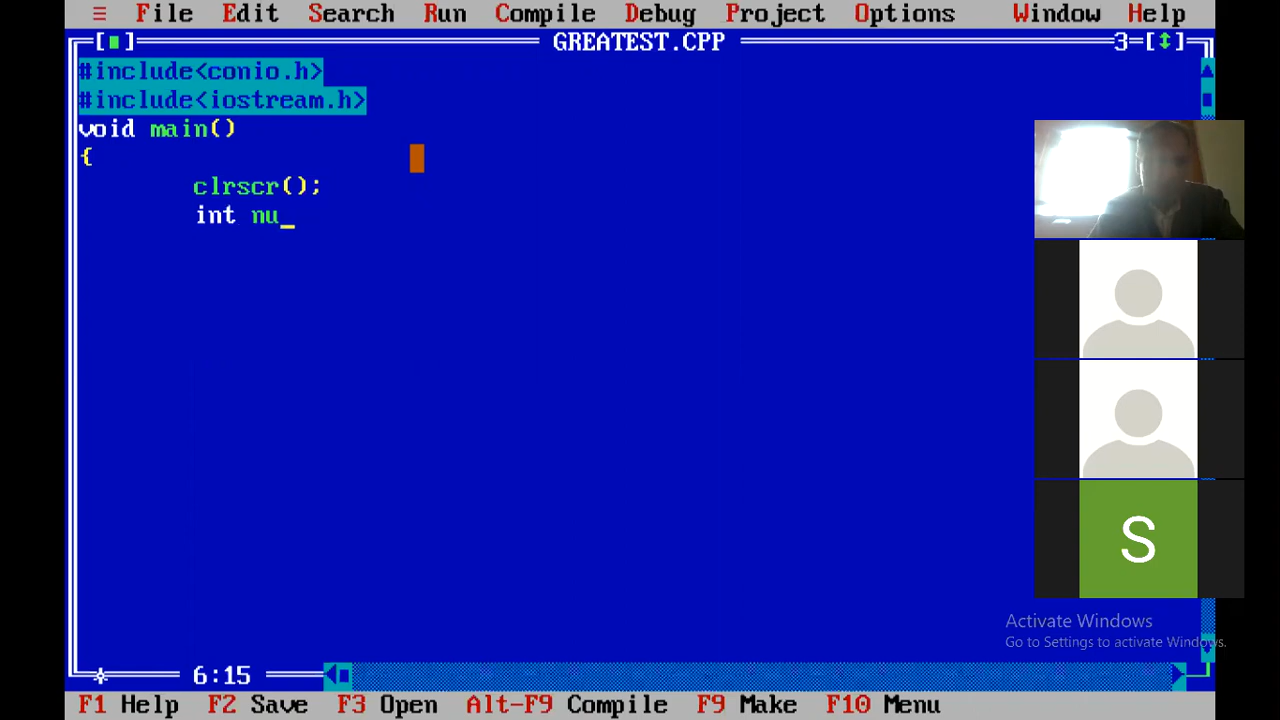 ≡ File Edit Search Run Compile Debug Project Options Window Help
[■] GREATEST.CPP 3=[↕]
#include<conio.h>
#include<iostream.h>
void main()
{
clrscr();
int nu_
S
Activate Windows
Go to Settings to activate Windows.
6:15
F1 Help F2 Save F3 Open Alt-F9 Compile F9 Make F10 Menu